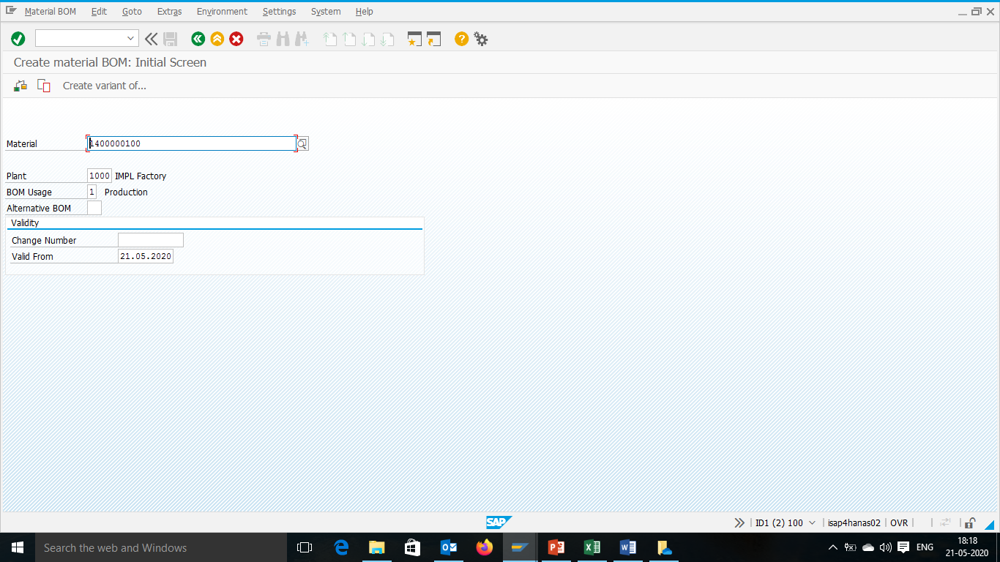 Material BOM Edit Goto Extras Environment Settings System Help
Create material BOM: Initial Screen
Create variant of...
Material 1400000100
Plant 1000 IMPL Factory
BOM Usage 1 Production
Alternative BOM
Validity
Change Number
Valid From 21.05.2020
SAP ID1 (2) 100 isap4hanas02 OVR
Search the web and Windows
ENG
18:18
21-05-2020